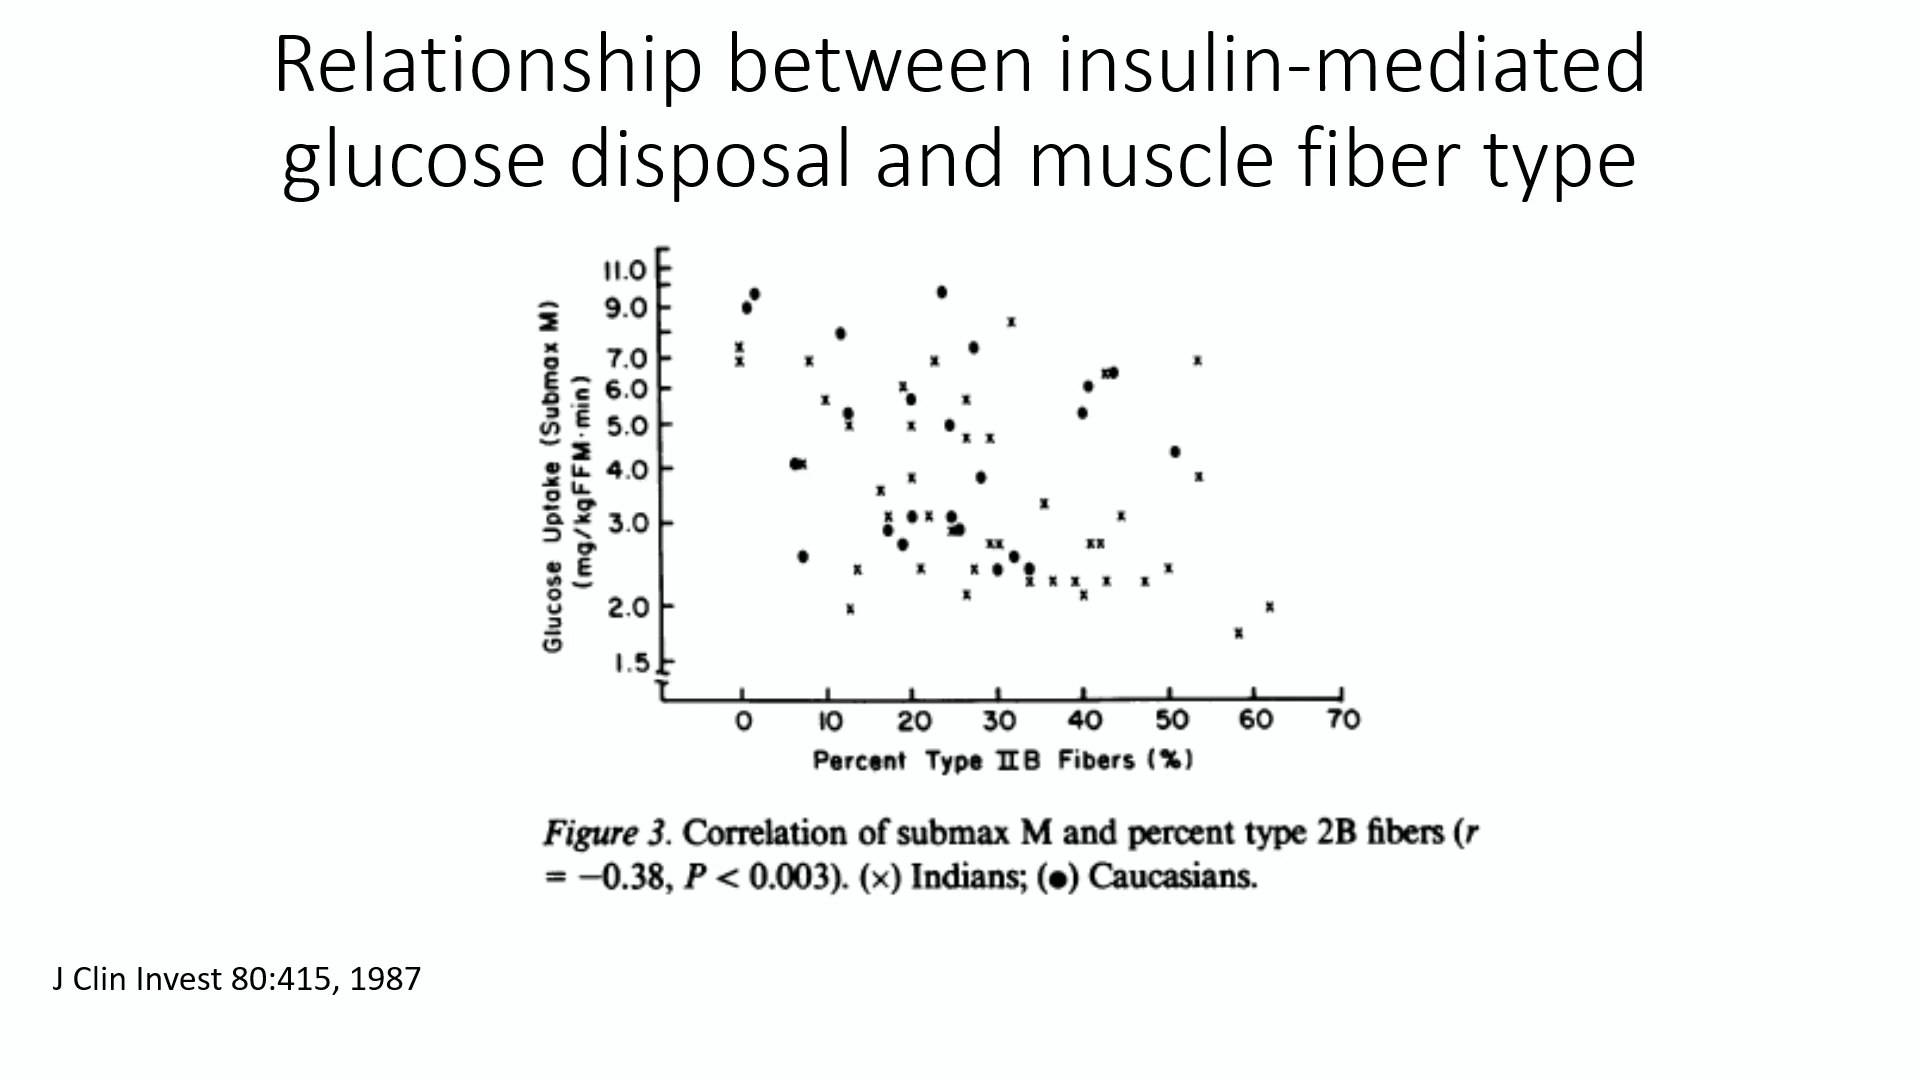 Relationship between insulin-mediated
glucose disposal and muscle fiber type
Glucose Uptake (Submax M)
(mg/kgFFM·min)
11.0
9.0
7.0
6.0
5.0
4.0
3.0
2.0
1.5
0 10 20 30 40 50 60 70
Percent Type IIB Fibers (%)
Figure 3. Correlation of submax M and percent type 2B fibers (r
= −0.38, P < 0.003). (×) Indians; (●) Caucasians.
J Clin Invest 80:415, 1987